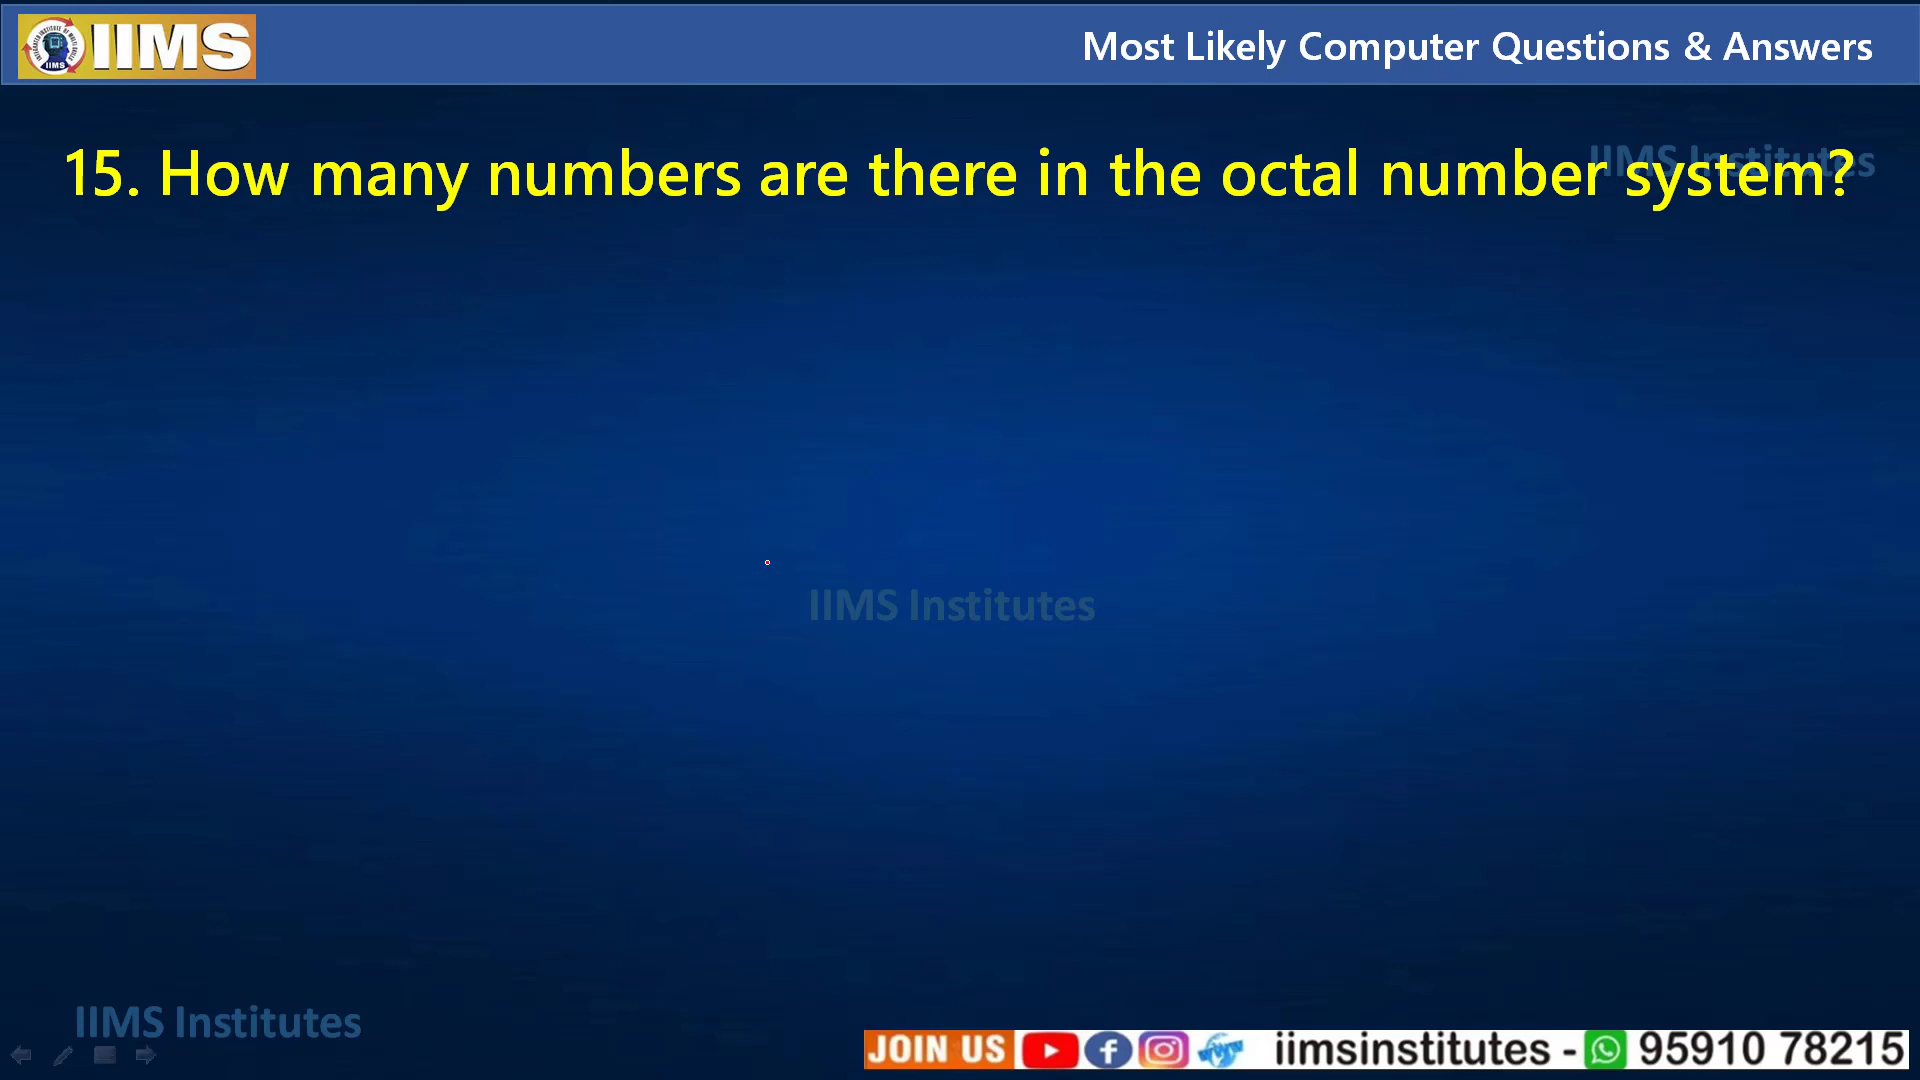 IIMS
IIMS
Most Likely Computer Questions & Answers
15. How many numbers are there in the octal number system?
IIMS Institutes
IIMS Institutes
IIMS Institutes
JOIN US iimsinstitutes - 95910 78215